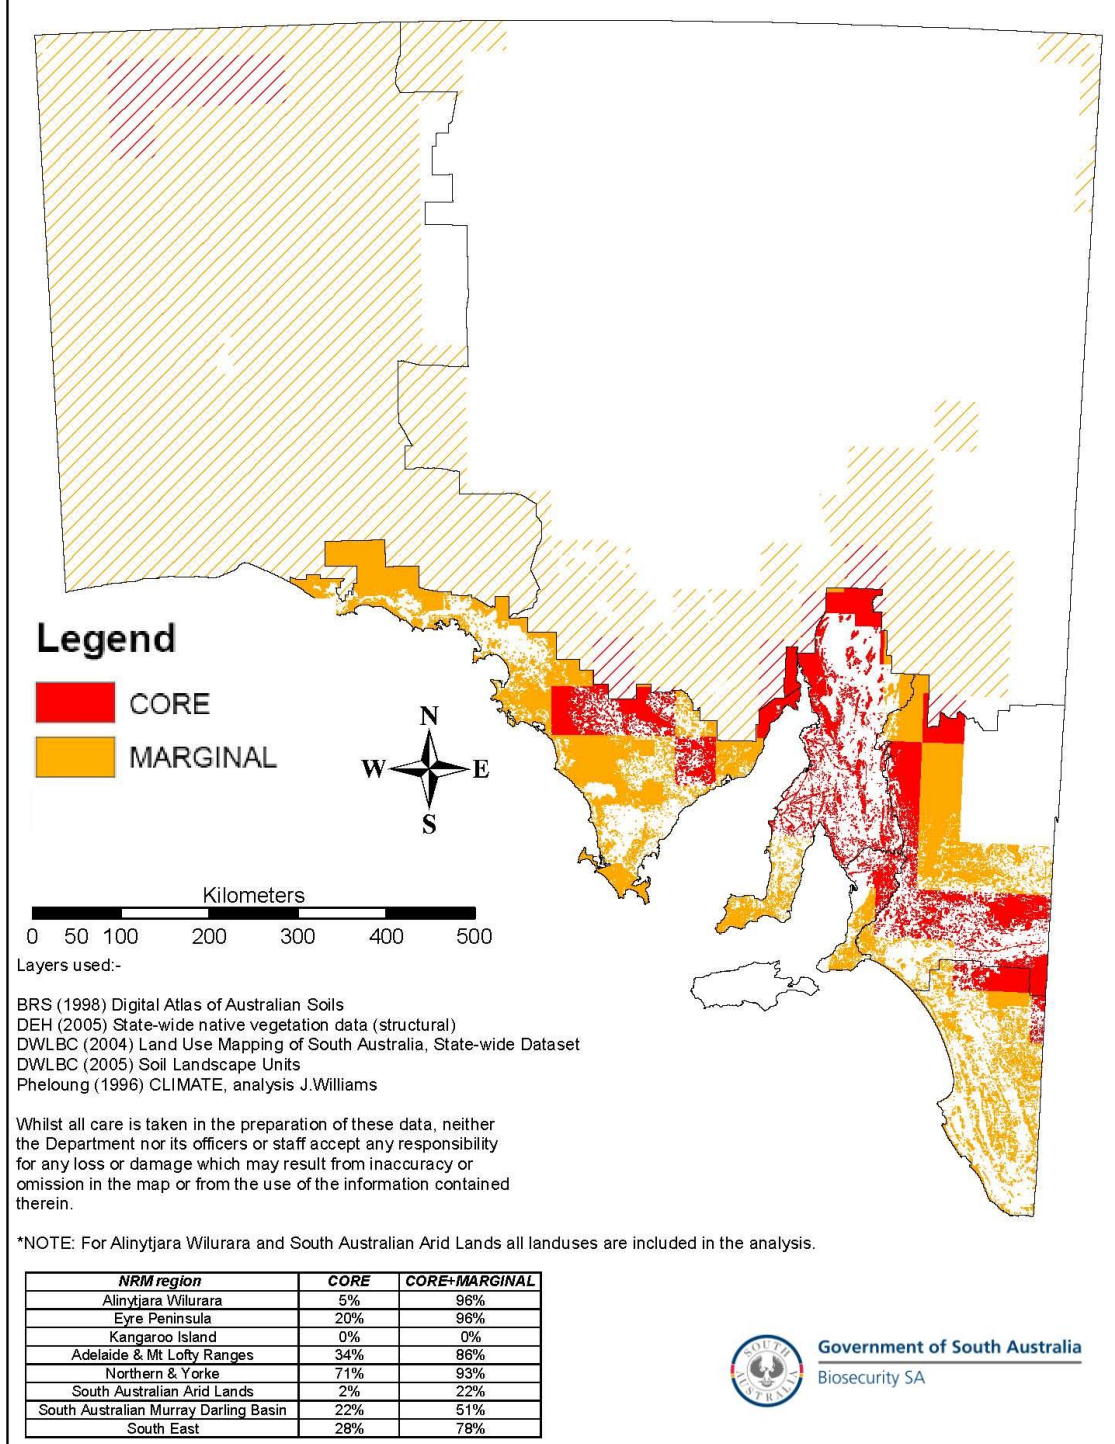 Legend
CORE
MARGINAL
N
W E
S
Kilometers
0 50 100 200 300 400 500
Layers used:-
BRS (1998) Digital Atlas of Australian Soils
DEH (2005) State-wide native vegetation data (structural)
DWLBC (2004) Land Use Mapping of South Australia, State-wide Dataset
DWLBC (2005) Soil Landscape Units
Pheloung (1996) CLIMATE, analysis J.Williams
Whilst all care is taken in the preparation of these data, neither
the Department nor its officers or staff accept any responsibility
for any loss or damage which may result from inaccuracy or
omission in the map or from the use of the information contained
therein.
*NOTE: For Alinytjara Wilurara and South Australian Arid Lands all landuses are included in the analysis.
NRM region CORE CORE+MARGINAL
Alinytjara Wilurara 5% 96%
Eyre Peninsula 20% 96%
Kangaroo Island 0% 0%
Adelaide & Mt Lofty Ranges 34% 86%
Northern & Yorke 71% 93%
South Australian Arid Lands 2% 22%
South Australian Murray Darling Basin 22% 51%
South East 28% 78%
SOUTH AUSTRALIA
Government of South Australia
Biosecurity SA